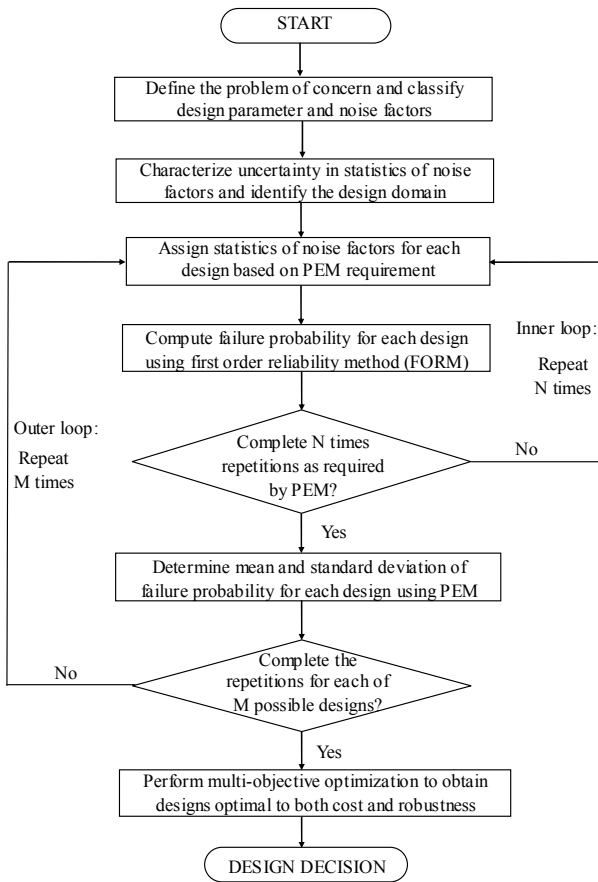 START
Define the problem of concern and classify
design parameter and noise factors
Characterize uncertainty in statistics of noise
factors and identify the design domain
Assign statistics of noise factors for each
design based on PEM requirement
Inner loop:
Repeat
N times
Compute failure probability for each design
using first order reliability method (FORM)
Outer loop:
Repeat
M times
Complete N times
repetitions as required
by PEM?
No
Yes
Determine mean and standard deviation of
failure probability for each design using PEM
Complete the
repetitions for each of
M possible designs?
No
Yes
Perform multi-objective optimization to obtain
designs optimal to both cost and robustness
DESIGN DECISION